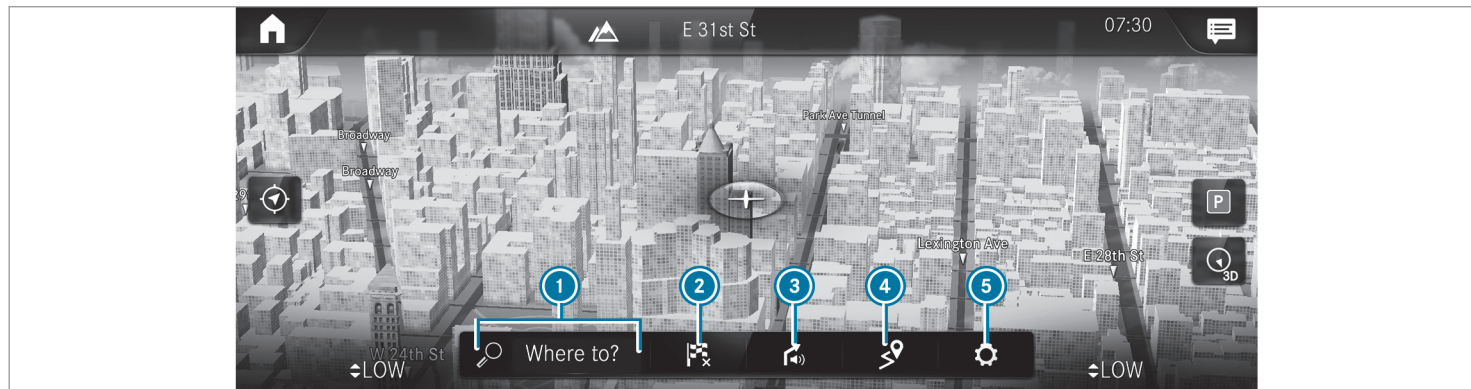 E 31st St
07:30
Park Ave Tunnel
Broadway
Broadway
P
Lexington Ave
E 28th St
3D
1
2
3
4
5
Where to?
W 24th St
LOW
LOW